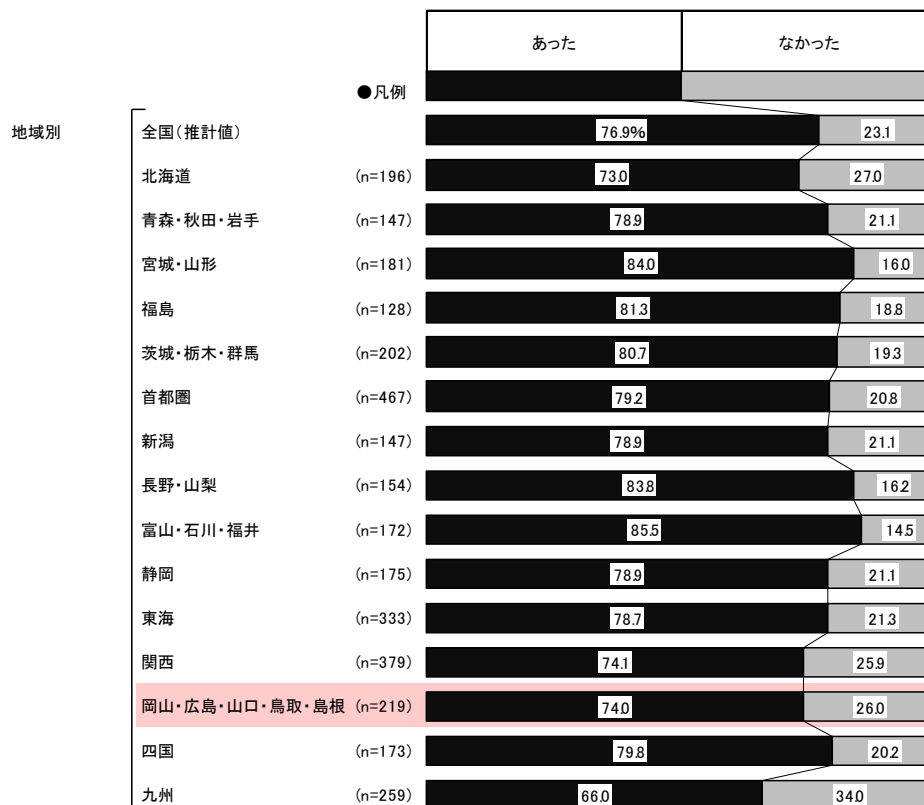 あった なかった
●凡例
地域別 全国(推計値) 76.9% 23.1
北海道 (n=196) 73.0 27.0
青森・秋田・岩手 (n=147) 78.9 21.1
宮城・山形 (n=181) 84.0 16.0
福島 (n=128) 81.3 18.8
茨城・栃木・群馬 (n=202) 80.7 19.3
首都圏 (n=467) 79.2 20.8
新潟 (n=147) 78.9 21.1
長野・山梨 (n=154) 83.8 16.2
富山・石川・福井 (n=172) 85.5 14.5
静岡 (n=175) 78.9 21.1
東海 (n=333) 78.7 21.3
関西 (n=379) 74.1 25.9
岡山・広島・山口・鳥取・島根 (n=219) 74.0 26.0
四国 (n=173) 79.8 20.2
九州 (n=259) 66.0 34.0